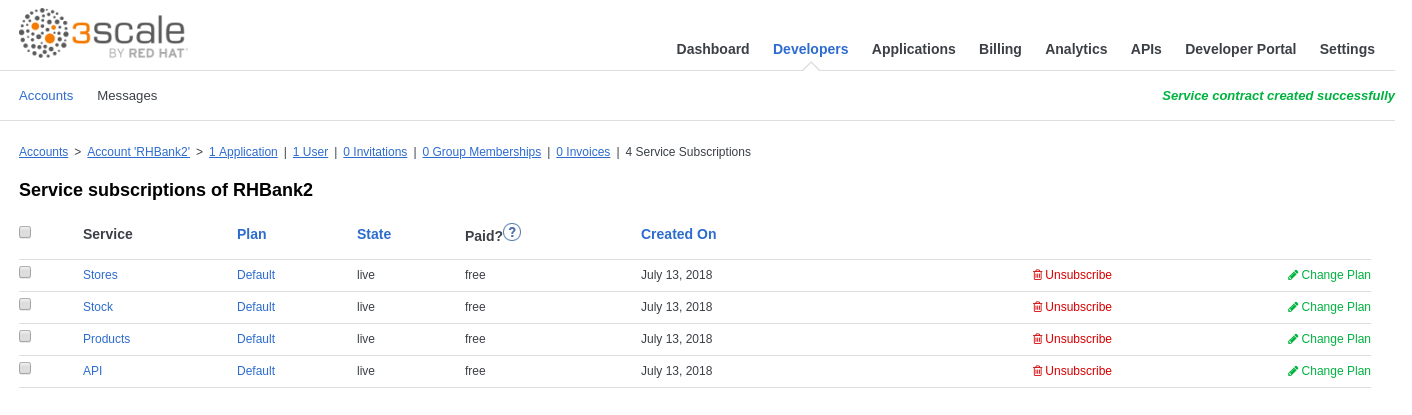 3scale
BY RED HAT
Dashboard Developers Applications Billing Analytics APIs Developer Portal Settings
Accounts Messages Service contract created successfully
Accounts > Account 'RHBank2' > 1 Application | 1 User | 0 Invitations | 0 Group Memberships | 0 Invoices | 4 Service Subscriptions
Service subscriptions of RHBank2
Service Plan State Paid? ? Created On
Stores Default live free July 13, 2018 Unsubscribe Change Plan
Stock Default live free July 13, 2018 Unsubscribe Change Plan
Products Default live free July 13, 2018 Unsubscribe Change Plan
API Default live free July 13, 2018 Unsubscribe Change Plan